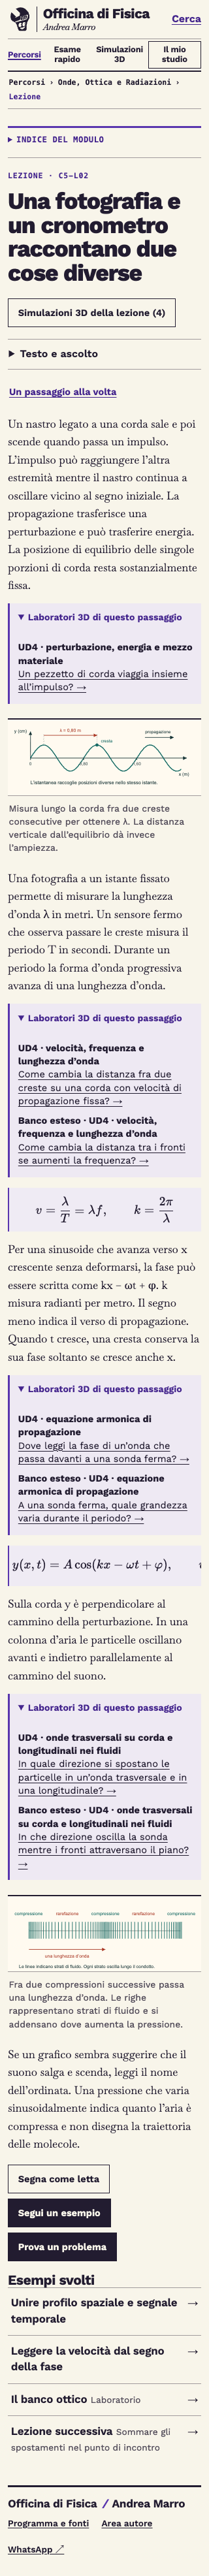 Officina di Fisica
Andrea Marro
Cerca
Percorsi
Esame rapido
Simulazioni 3D
Il mio studio
Percorsi › Onde, Ottica e Radiazioni ›
Lezione
▶ INDICE DEL MODULO
LEZIONE · C5–L02
Una fotografia e
un cronometro
raccontano due
cose diverse
Simulazioni 3D della lezione (4)
▶ Testo e ascolto
Un passaggio alla volta
Un nastro legato a una corda sale e poi
scende quando passa un impulso.
L’impulso può raggiungere l’altra
estremità mentre il nastro continua a
oscillare vicino al segno iniziale. La
propagazione trasferisce una
perturbazione e può trasferire energia.
La posizione di equilibrio delle singole
porzioni di corda resta sostanzialmente
fissa.
▼ Laboratori 3D di questo passaggio
UD4 · perturbazione, energia e mezzo
materiale
Un pezzetto di corda viaggia insieme
all’impulso? →
y (cm)
λ = 0,80 m
propagazione
cresta
0
0,80
1,60
x (m)
L’istantanea raccoglie posizioni diverse nello stesso istante.
Misura lungo la corda fra due creste
consecutive per ottenere λ. La distanza
verticale dall’equilibrio dà invece
l’ampiezza.
Una fotografia a un istante fissato
permette di misurare la lunghezza
d’onda λ in metri. Un sensore fermo
che osserva passare le creste misura il
periodo T in secondi. Durante un
periodo la forma d’onda progressiva
avanza di una lunghezza d’onda.
▼ Laboratori 3D di questo passaggio
UD4 · velocità, frequenza e
lunghezza d’onda
Come cambia la distanza fra due
creste su una corda con velocità di
propagazione fissa? →
Banco esteso · UD4 · velocità,
frequenza e lunghezza d’onda
Come cambia la distanza tra i fronti
se aumenti la frequenza? →
v = λ/T = λf, k = 2π/λ
Per una sinusoide che avanza verso x
crescente senza deformarsi, la fase può
essere scritta come kx − ωt + φ. k
misura radianti per metro. Il segno
meno indica il verso di propagazione.
Quando t cresce, una cresta conserva la
sua fase soltanto se cresce anche x.
▼ Laboratori 3D di questo passaggio
UD4 · equazione armonica di
propagazione
Dove leggi la fase di un’onda che
passa davanti a una sonda ferma? →
Banco esteso · UD4 · equazione
armonica di propagazione
A una sonda ferma, quale grandezza
varia durante il periodo? →
y(x, t) = A cos(kx − ωt + φ),
Sulla corda y è perpendicolare al
cammino della perturbazione. In una
colonna d’aria le particelle oscillano
avanti e indietro parallelamente al
cammino del suono.
▼ Laboratori 3D di questo passaggio
UD4 · onde trasversali su corda e
longitudinali nei fluidi
In quale direzione si spostano le
particelle in un’onda trasversale e in
una longitudinale? →
Banco esteso · UD4 · onde trasversali
su corda e longitudinali nei fluidi
In che direzione oscilla la sonda
mentre i fronti attraversano il piano?
→
compressione rarefazione compressione rarefazione compressione
una lunghezza d’onda
Le linee indicano strati di fluido. Ogni strato oscilla lungo il condotto.
Fra due compressioni successive passa
una lunghezza d’onda. Le righe
rappresentano strati di fluido e si
addensano dove aumenta la pressione.
Se un grafico sembra suggerire che il
suono salga e scenda, leggi il nome
dell’ordinata. Una pressione che varia
sinusoidalmente indica quanto l’aria è
compressa e non disegna la traiettoria
delle molecole.
Segna come letta
Segui un esempio
Prova un problema
Esempi svolti
Unire profilo spaziale e segnale
temporale →
Leggere la velocità dal segno
della fase →
Il banco ottico Laboratorio →
Lezione successiva Sommare gli
spostamenti nel punto di incontro →
Officina di Fisica / Andrea Marro
Programma e fonti Area autore
WhatsApp ↗